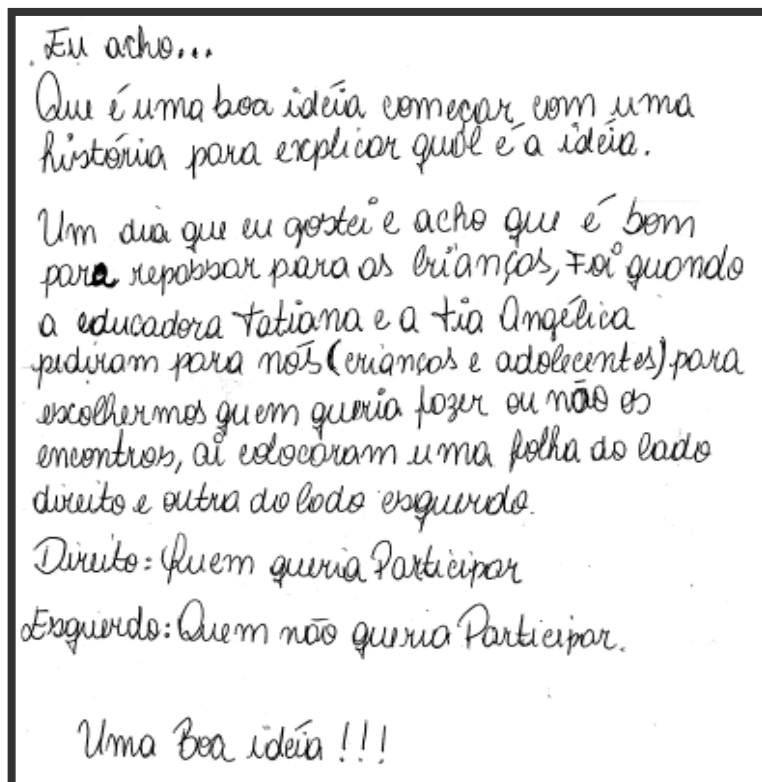 Eu acho...
Que é uma boa idéia começar com uma
história para explicar qual é a idéia.
Um dia que eu gostei e acho que é bom
para repassar para as crianças, Foi quando
a educadora Tatiana e a tia Angélica
pediram para nós (crianças e adolecentes) para
escolhermos quem queria fazer ou não os
encontros, aí colocaram uma folha do lado
direito e outra do lado esquerdo.
Direito: Quem queria Participar
Esquerdo: Quem não queria Participar.
Uma Boa idéia !!!